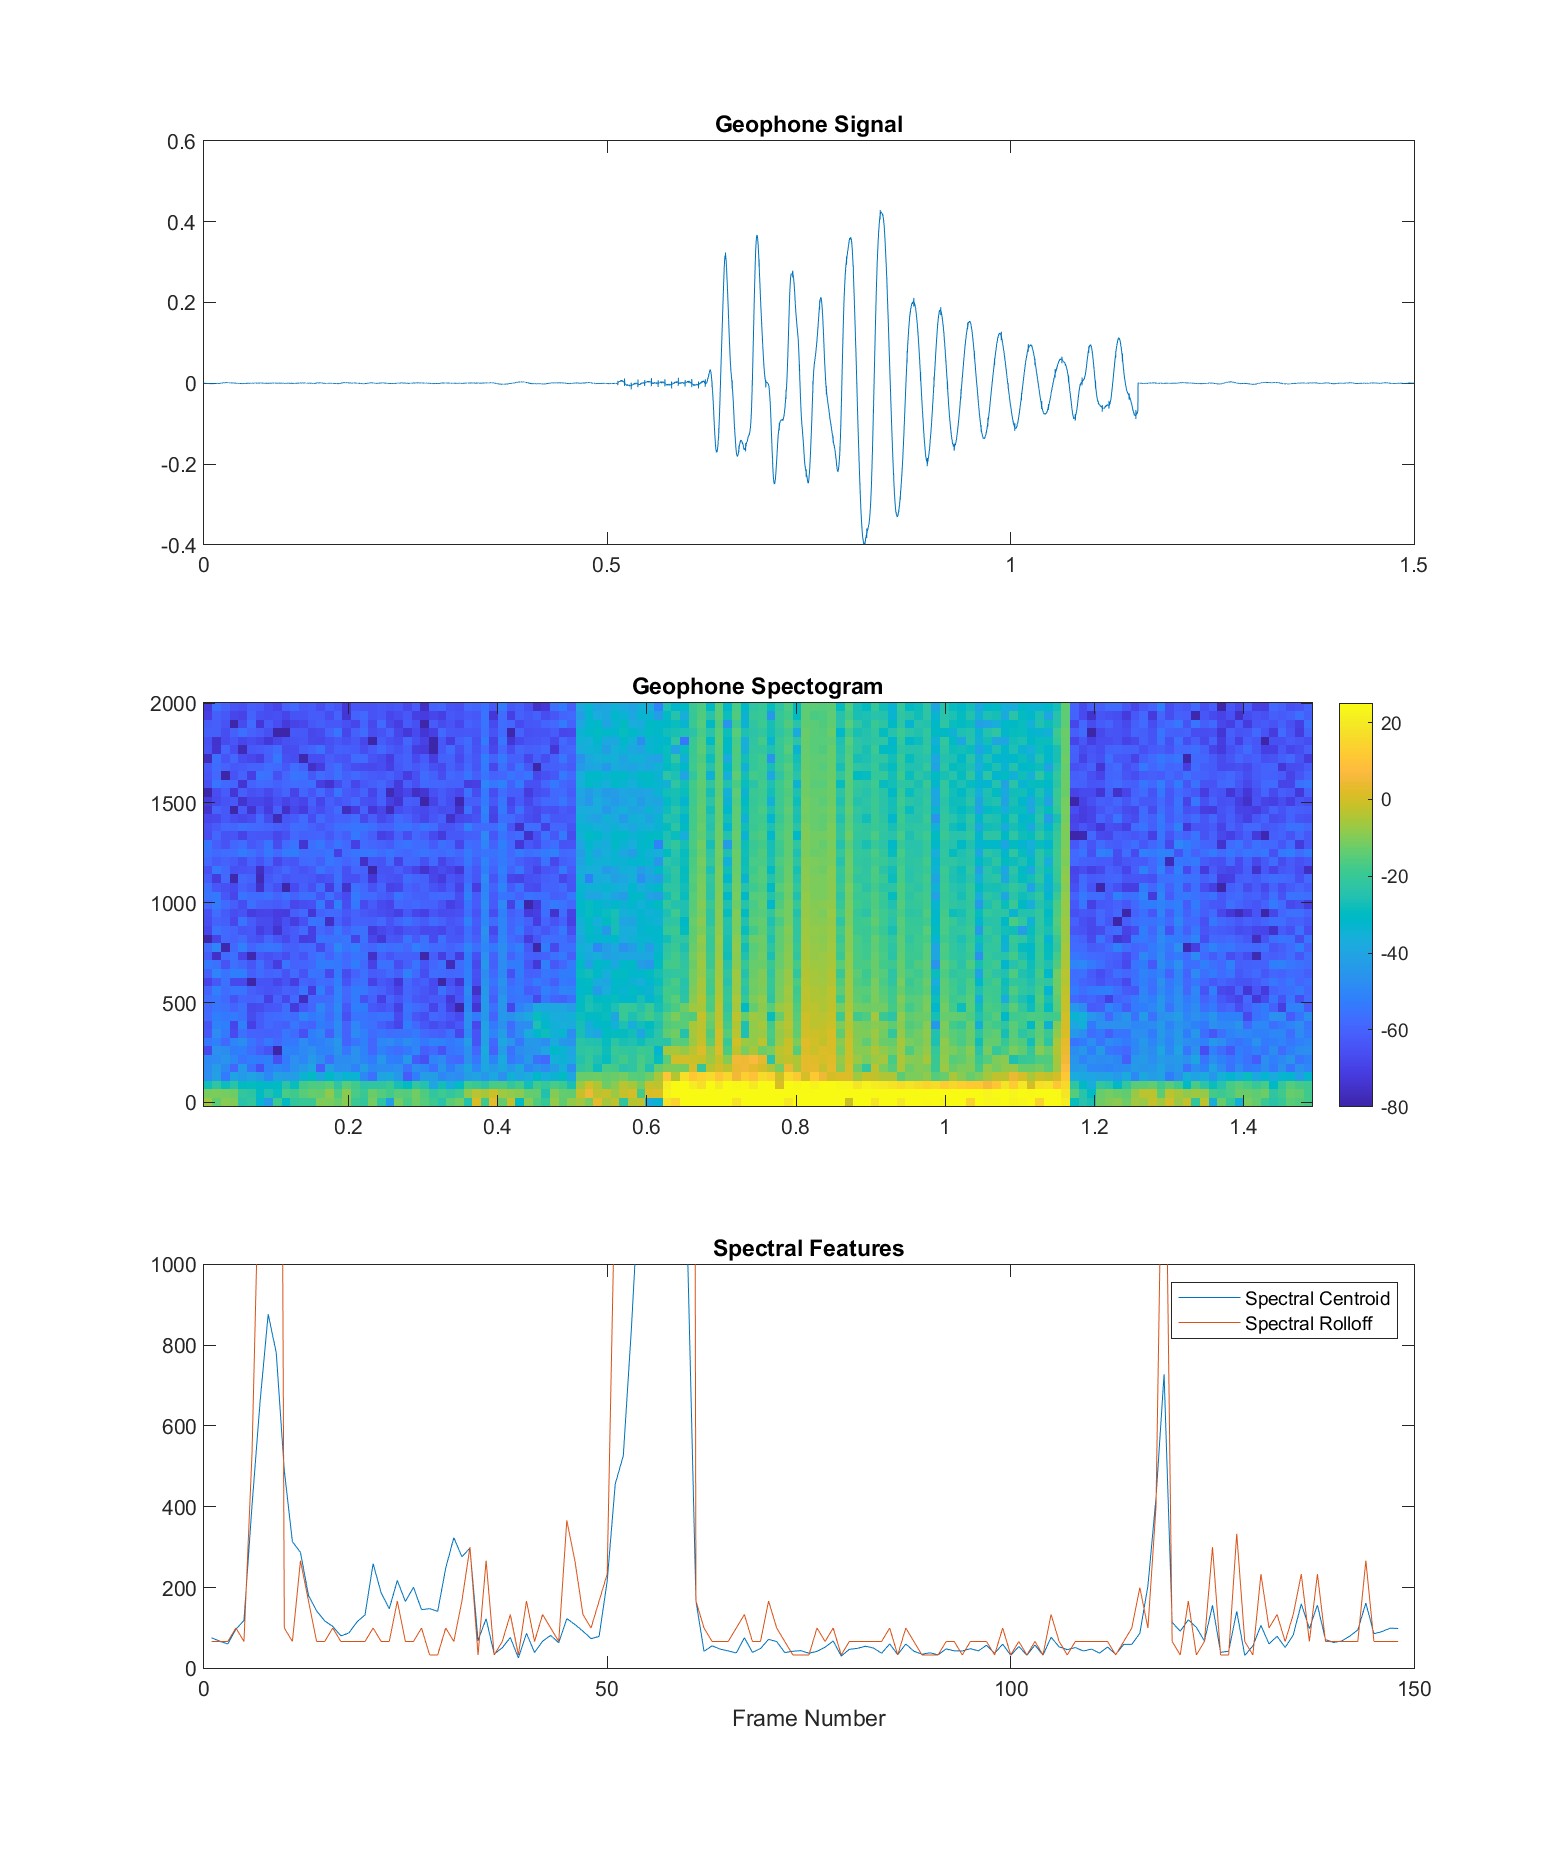 Geophone Signal
0.6
0.4
0.2
0
-0.2
-0.4
0 0.5 1 1.5
Geophone Spectogram
2000
1500
1000
500
0
0.2 0.4 0.6 0.8 1 1.2 1.4
20
0
-20
-40
-60
-80
Spectral Features
1000
800
600
400
200
0
0 50 100 150
Spectral Centroid
Spectral Rolloff
Frame Number